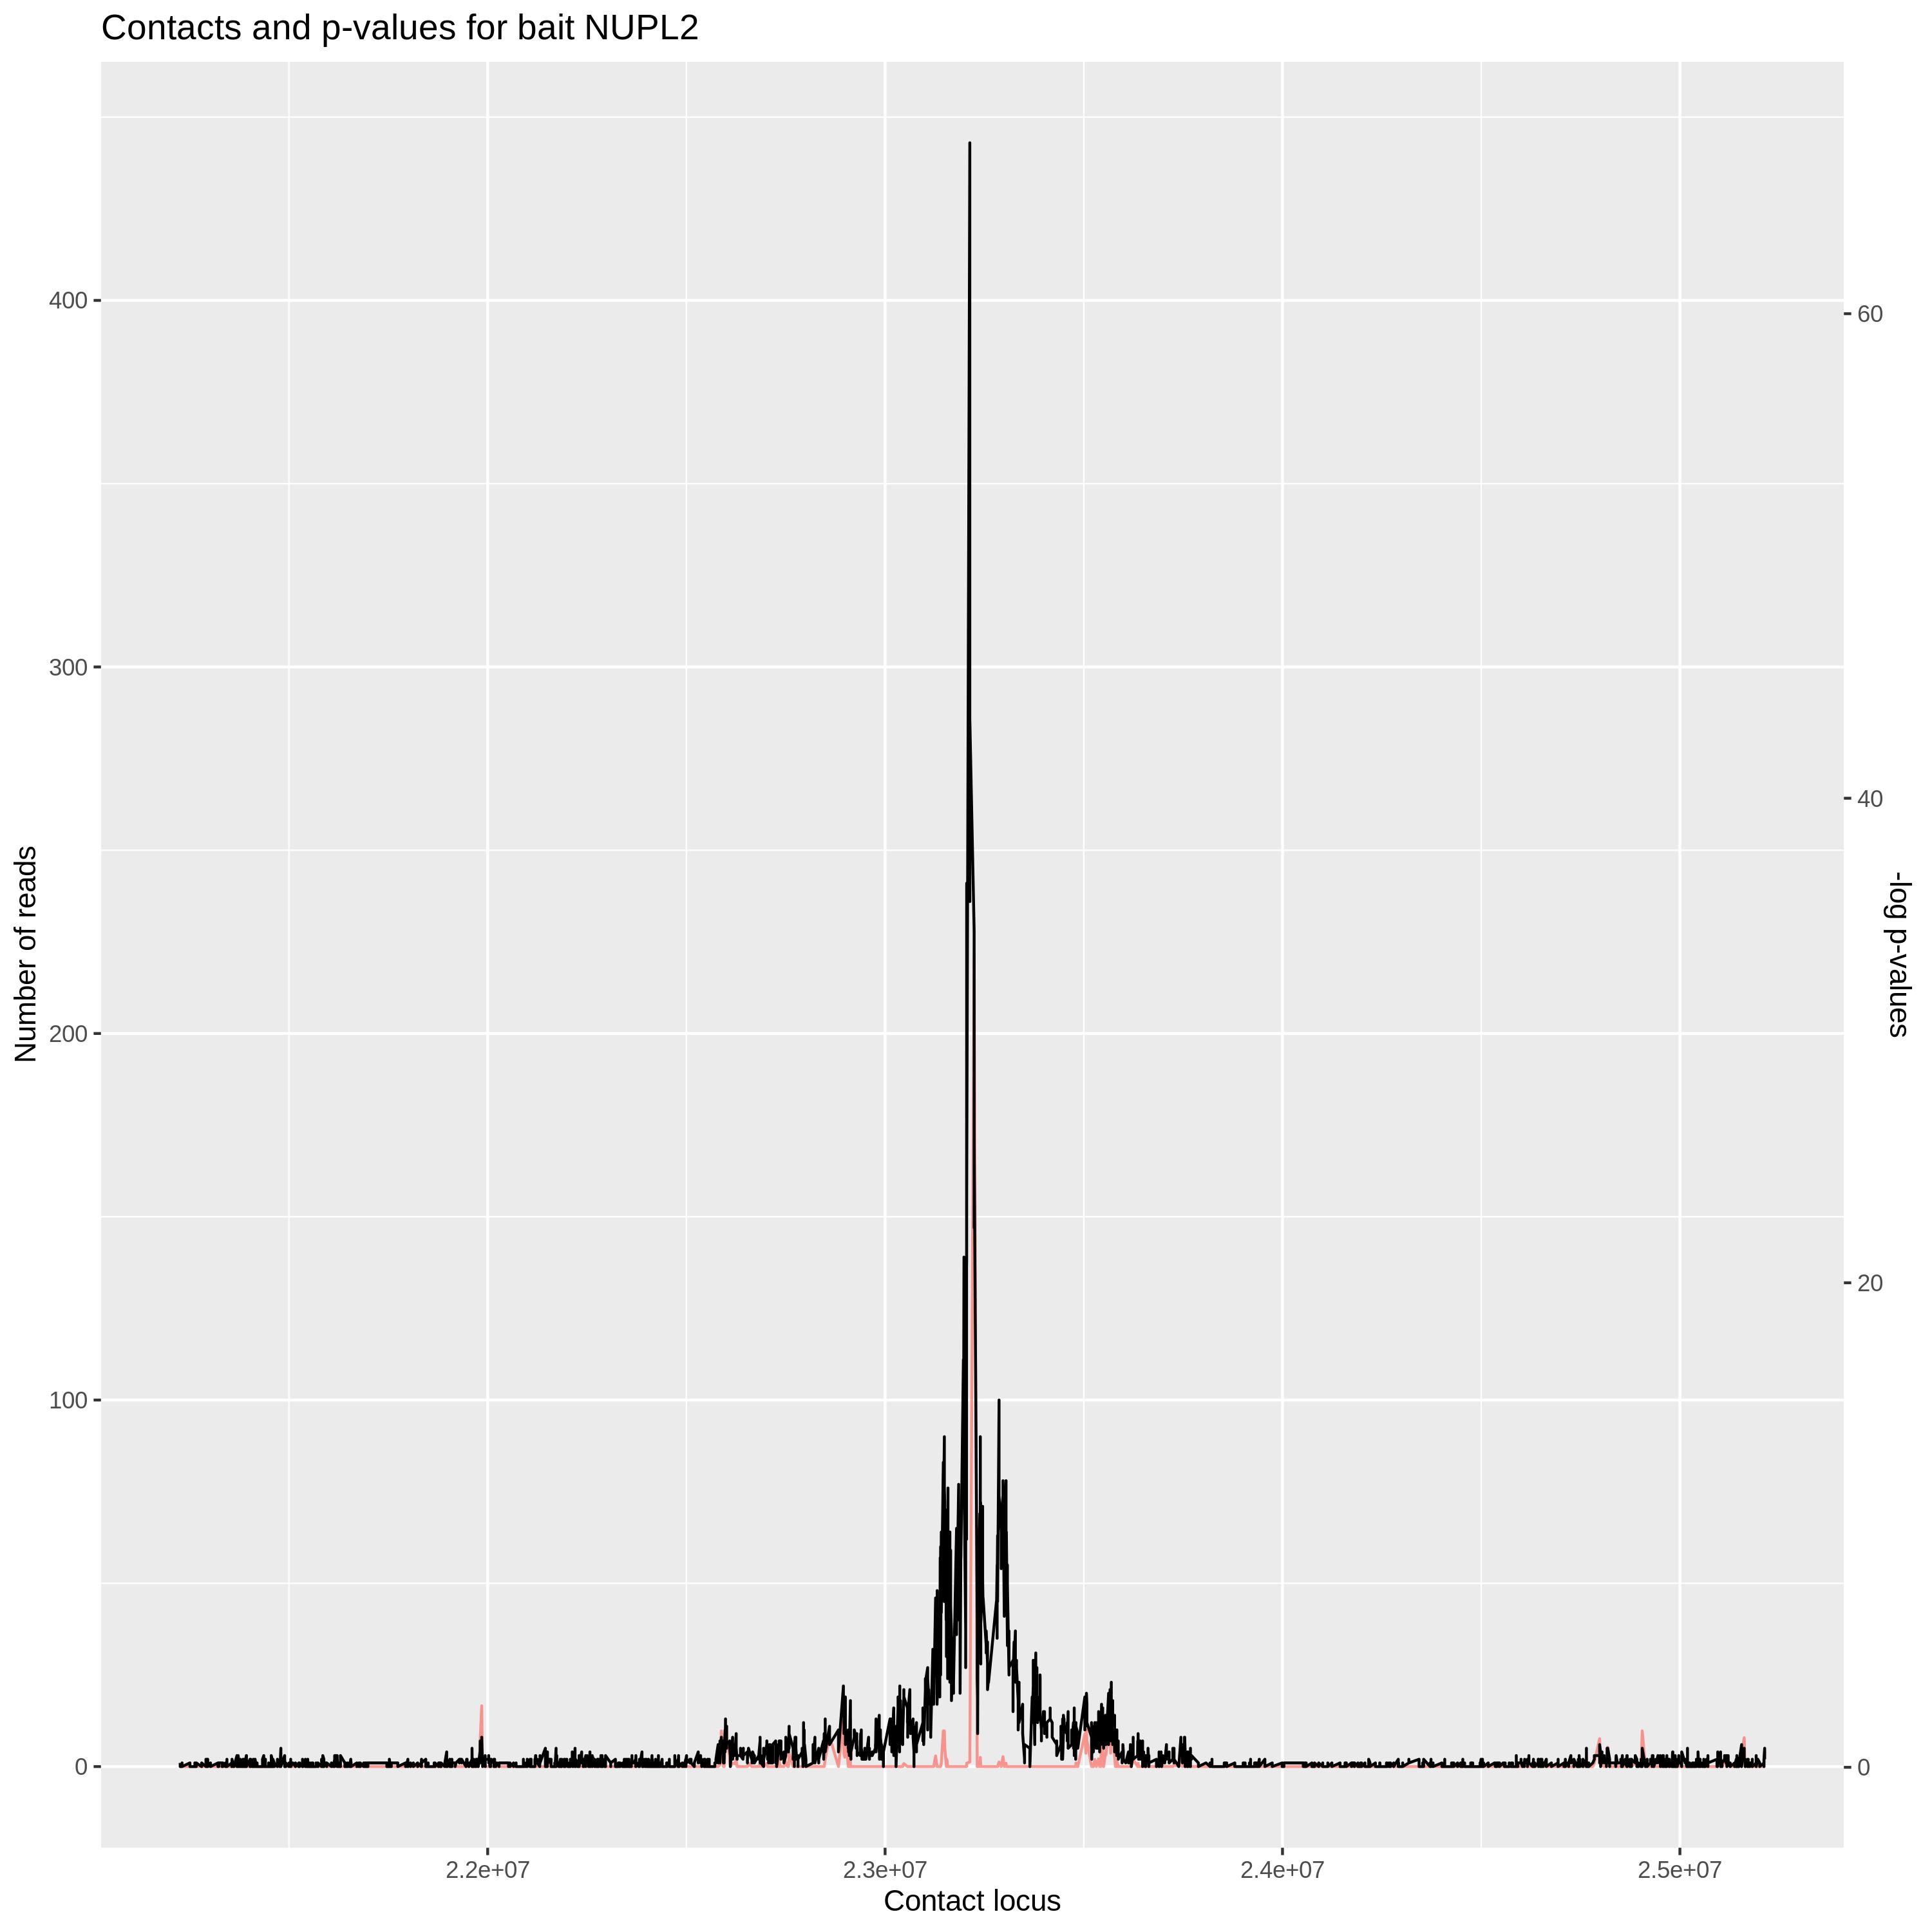 Contacts and p-values for bait NUPL2
400
300
200
100
0
Number of reads
60
40
20
0
-log p-values
2.2e+07
2.3e+07
2.4e+07
2.5e+07
Contact locus